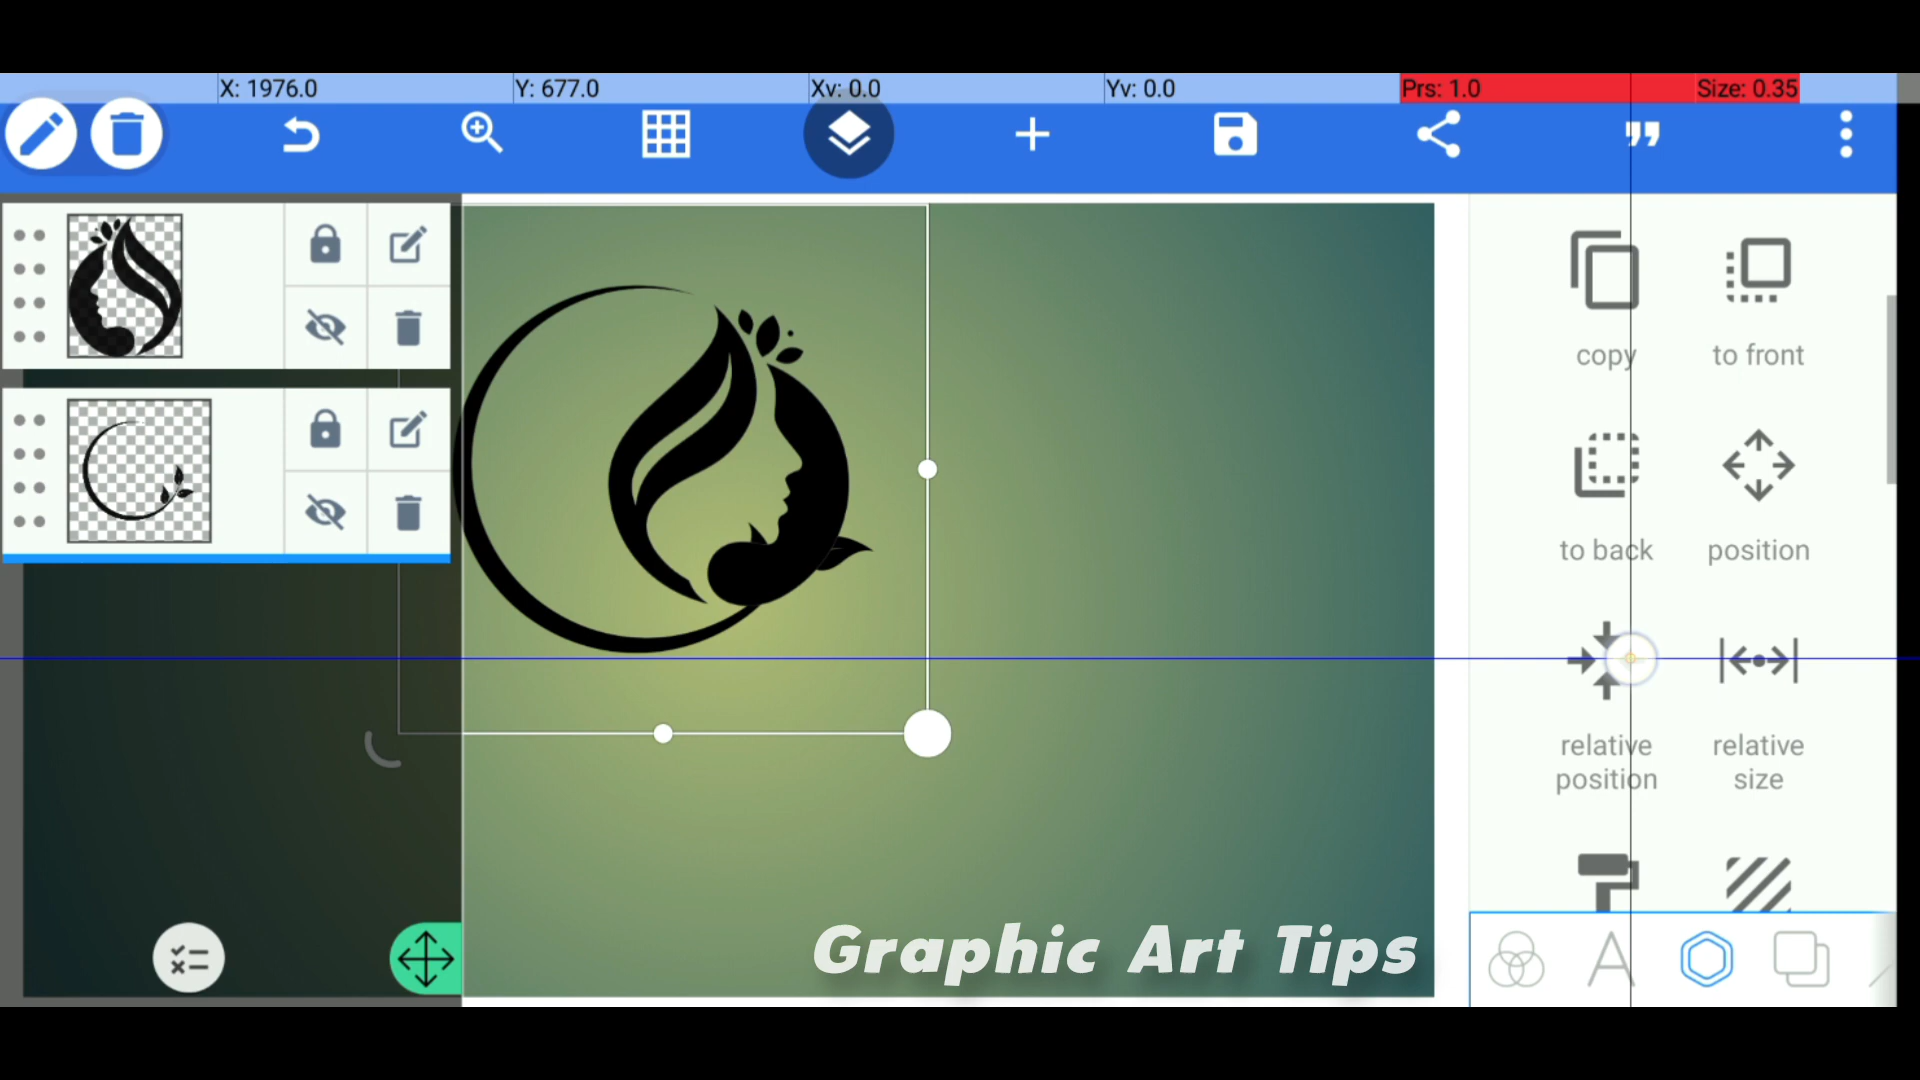 X: 1976.0 Y: 677.0 Xv: 0.0 Yv: 0.0 Prs: 1.0 Size: 0.35
copy to front
to back position
relative position
relative size
Graphic Art Tips